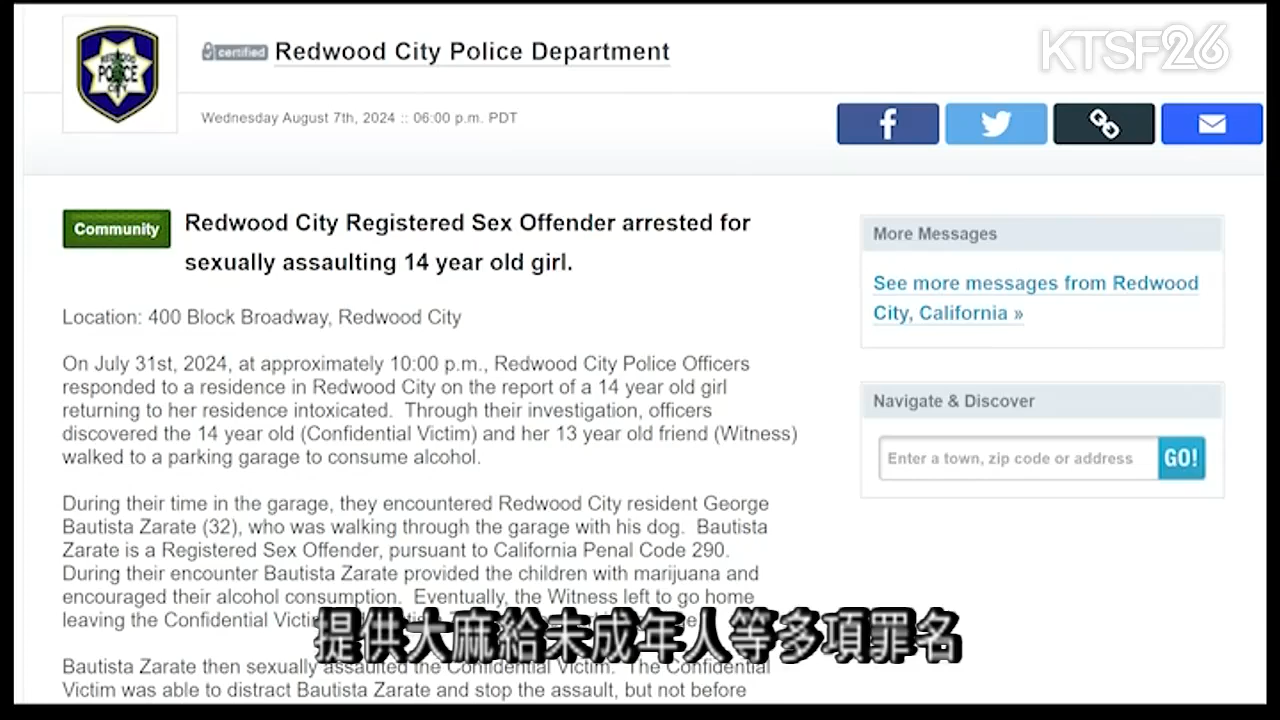 KTSF26
REDWOOD
POLICE
CITY
certified Redwood City Police Department
Wednesday August 7th, 2024 :: 06:00 p.m. PDT
Community
Redwood City Registered Sex Offender arrested for
sexually assaulting 14 year old girl.
Location: 400 Block Broadway, Redwood City
On July 31st, 2024, at approximately 10:00 p.m., Redwood City Police Officers
responded to a residence in Redwood City on the report of a 14 year old girl
returning to her residence intoxicated. Through their investigation, officers
discovered the 14 year old (Confidential Victim) and her 13 year old friend (Witness)
walked to a parking garage to consume alcohol.
During their time in the garage, they encountered Redwood City resident George
Bautista Zarate (32), who was walking through the garage with his dog. Bautista
Zarate is a Registered Sex Offender, pursuant to California Penal Code 290.
During their encounter Bautista Zarate provided the children with marijuana and
encouraged their alcohol consumption. Eventually, the Witness left to go home
leaving the Confidential
Bautista Zarate then sexually assaulted the Confidential Victim. The Confidential
Victim was able to distract Bautista Zarate and stop the assault, but not before
More Messages
See more messages from Redwood
City, California »
Navigate & Discover
Enter a town, zip code or address GO!
提供大麻給未成年人等多項罪名